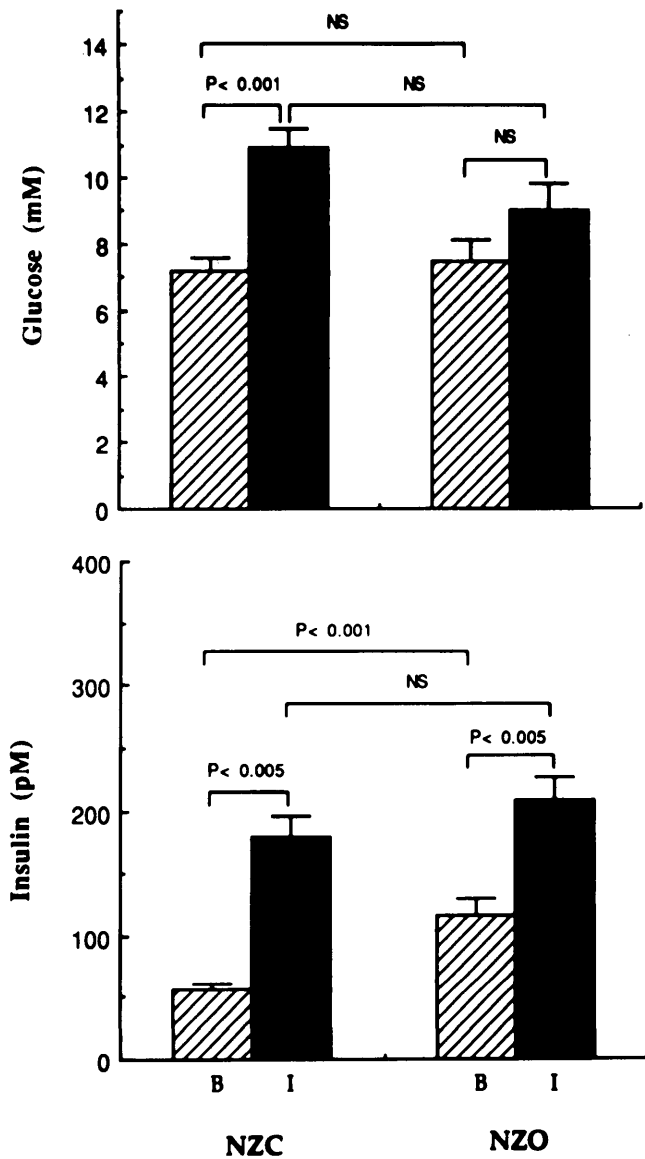 NS
14
P< 0.001
NS
12
NS
10
8
6
4
2
0
Glucose (mM)
400
P< 0.001
300
NS
P< 0.005
P< 0.005
200
100
0
Insulin (pM)
B I B I
NZC NZO